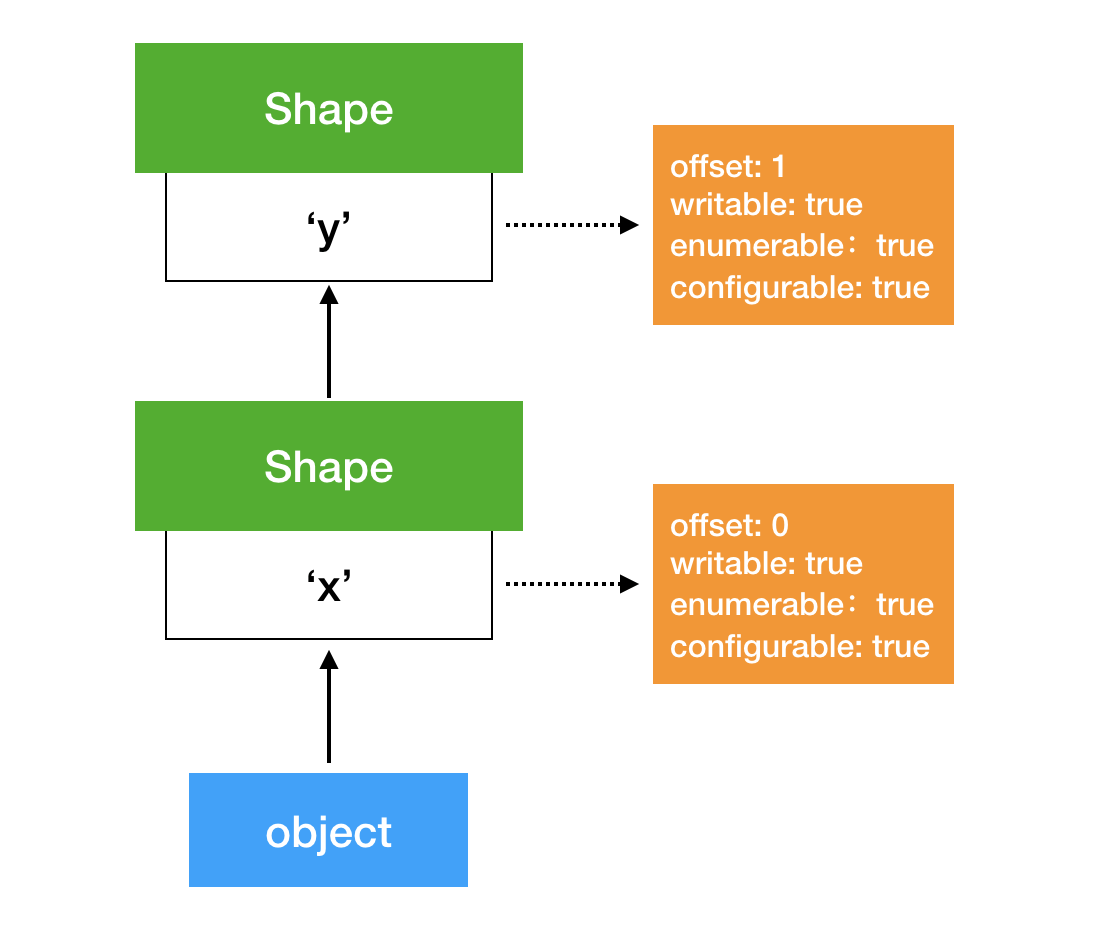 Shape
‘y’
offset: 1
writable: true
enumerable： true
configurable: true
Shape
‘x’
offset: 0
writable: true
enumerable： true
configurable: true
object